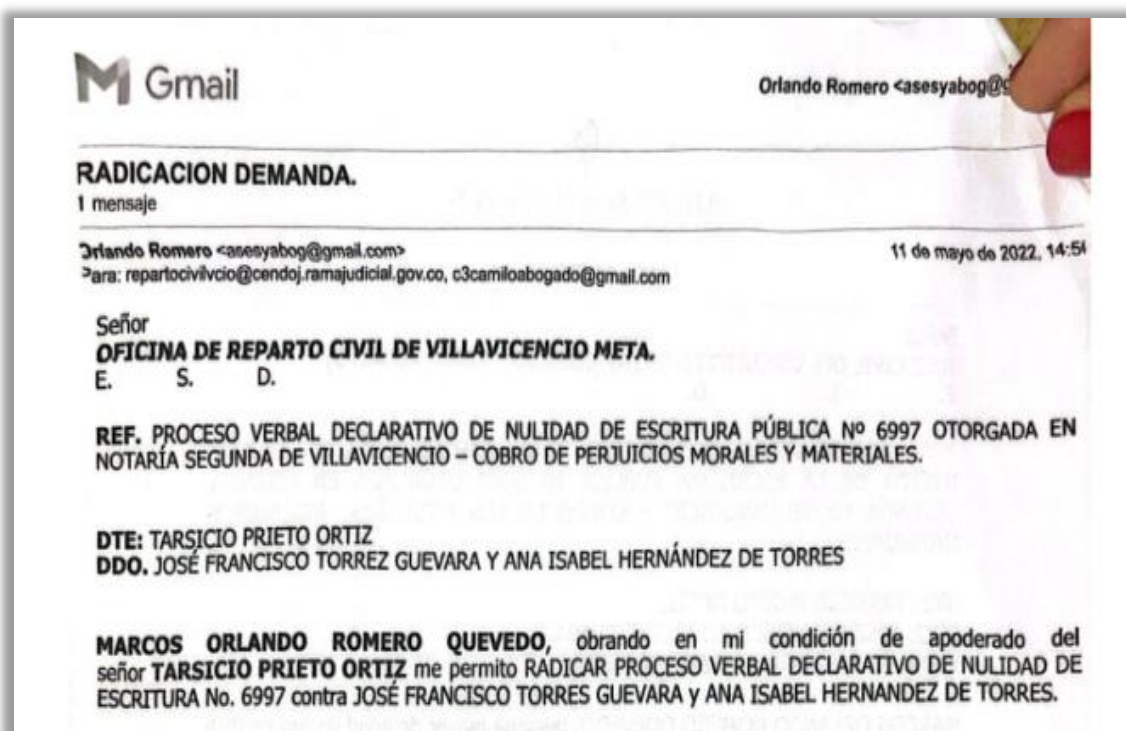 Gmail
Orlando Romero <asesyabog@
RADICACION DEMANDA.
1 mensaje
Orlando Romero <asesyabog@gmail.com>
11 de mayo de 2022, 14:5
Para: repartocivilvcio@cendoj.ramajudicial.gov.co, c3camiloabogado@gmail.com
Señor
OFICINA DE REPARTO CIVIL DE VILLAVICENCIO META.
E. S. D.
REF. PROCESO VERBAL DECLARATIVO DE NULIDAD DE ESCRITURA PÚBLICA Nº 6997 OTORGADA EN
NOTARÍA SEGUNDA DE VILLAVICENCIO – COBRO DE PERJUICIOS MORALES Y MATERIALES.
DTE: TARSICIO PRIETO ORTIZ
DDO. JOSÉ FRANCISCO TORREZ GUEVARA Y ANA ISABEL HERNÁNDEZ DE TORRES
MARCOS ORLANDO ROMERO QUEVEDO, obrando en mi condición de apoderado del
señor TARSICIO PRIETO ORTIZ me permito RADICAR PROCESO VERBAL DECLARATIVO DE NULIDAD DE
ESCRITURA No. 6997 contra JOSÉ FRANCISCO TORRES GUEVARA y ANA ISABEL HERNANDEZ DE TORRES.